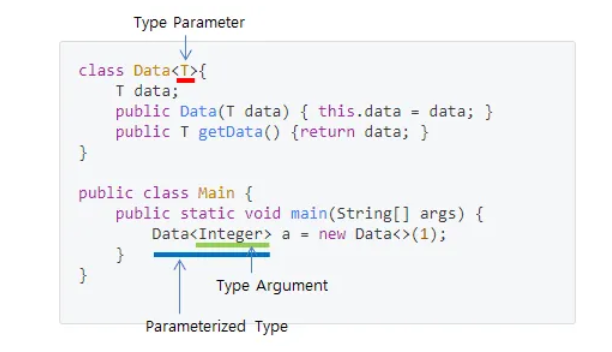 Type Parameter
class Data<T>{
    T data;
    public Data(T data) { this.data = data; }
    public T getData() {return data; }
}
public class Main {
    public static void main(String[] args) {
        Data<Integer> a = new Data<>(1);
    }
}
Type Argument
Parameterized Type